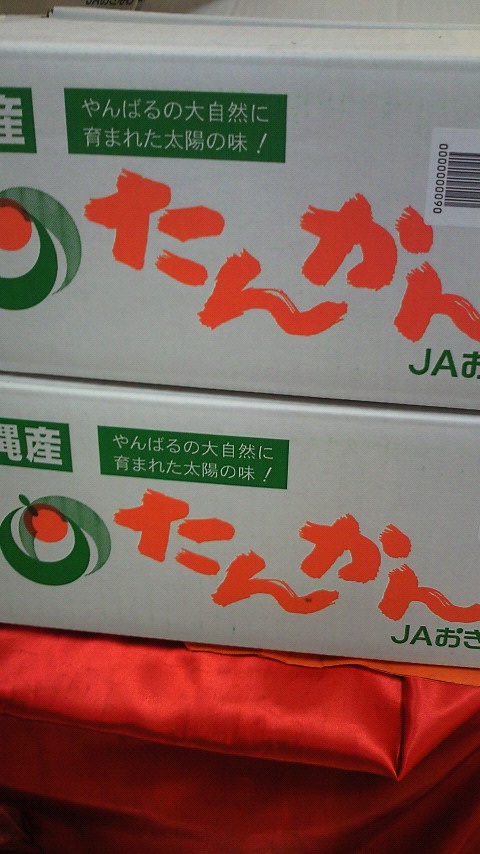 産
やんばるの大自然に
育まれた太陽の味！
たんかん
0000000090
JAお
縄産
やんばるの大自然に
育まれた太陽の味！
たんかん
JAおき